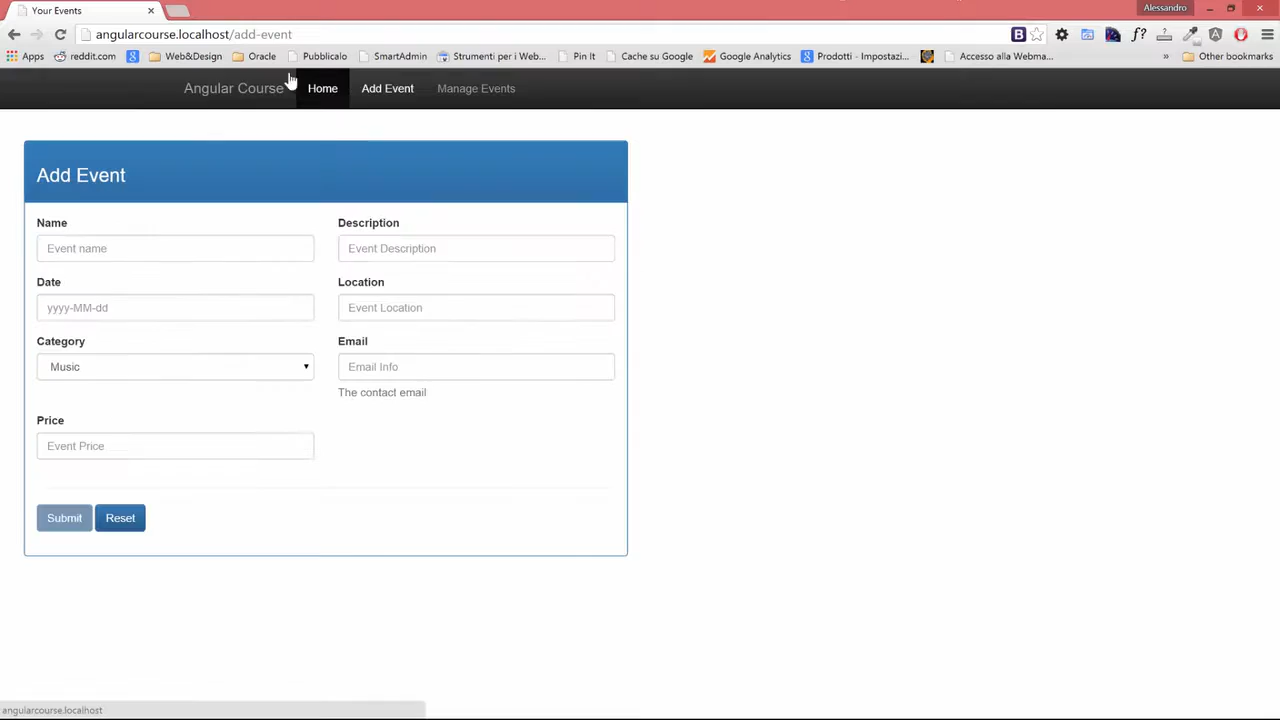 Your Events
Alessandro
angularcourse.localhost/add-event
Apps reddit.com Web&Design Oracle Pubblicalo SmartAdmin Strumenti per i Web... Pin It Cache su Google Google Analytics Prodotti - Impostazi... Accesso alla Webma... » Other bookmarks
Angular Course Home Add Event Manage Events
Add Event
Name Description
Event name Event Description
Date Location
yyyy-MM-dd Event Location
Category Email
Music Email Info
The contact email
Price
Event Price
Submit Reset
angularcourse.localhost